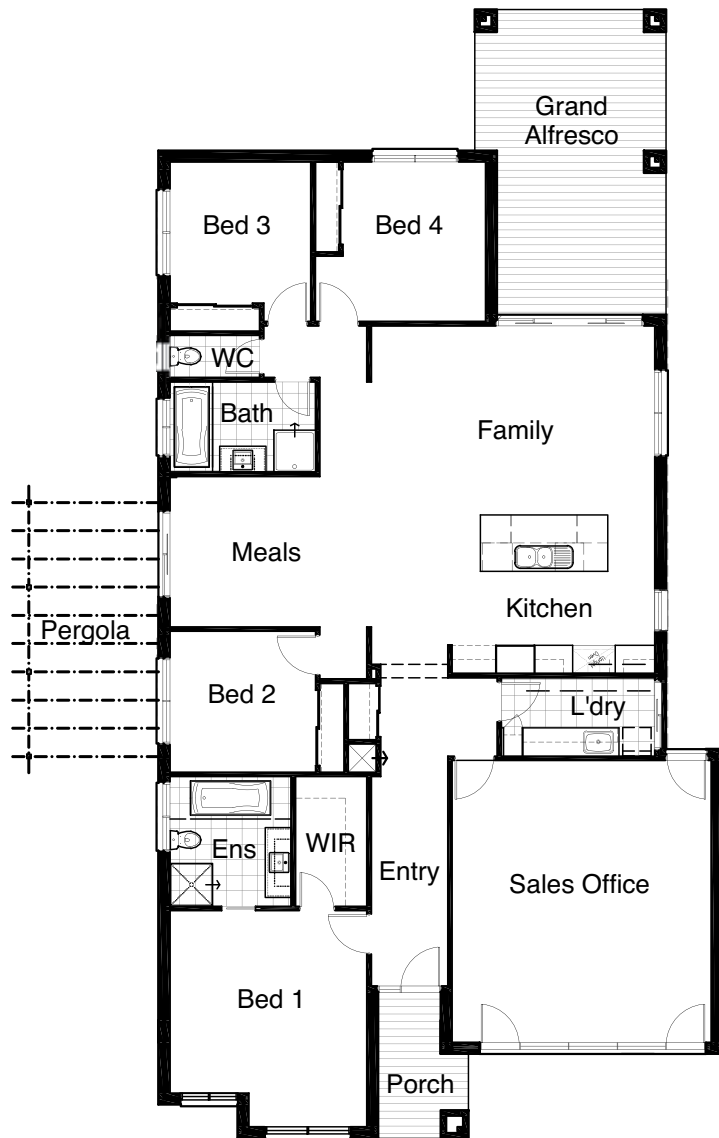 Grand
Alfresco
Bed 3
Bed 4
WC
Bath
Family
Meals
Kitchen
Pergola
Bed 2
L'dry
Ens
WIR
Entry
Sales Office
Bed 1
Porch